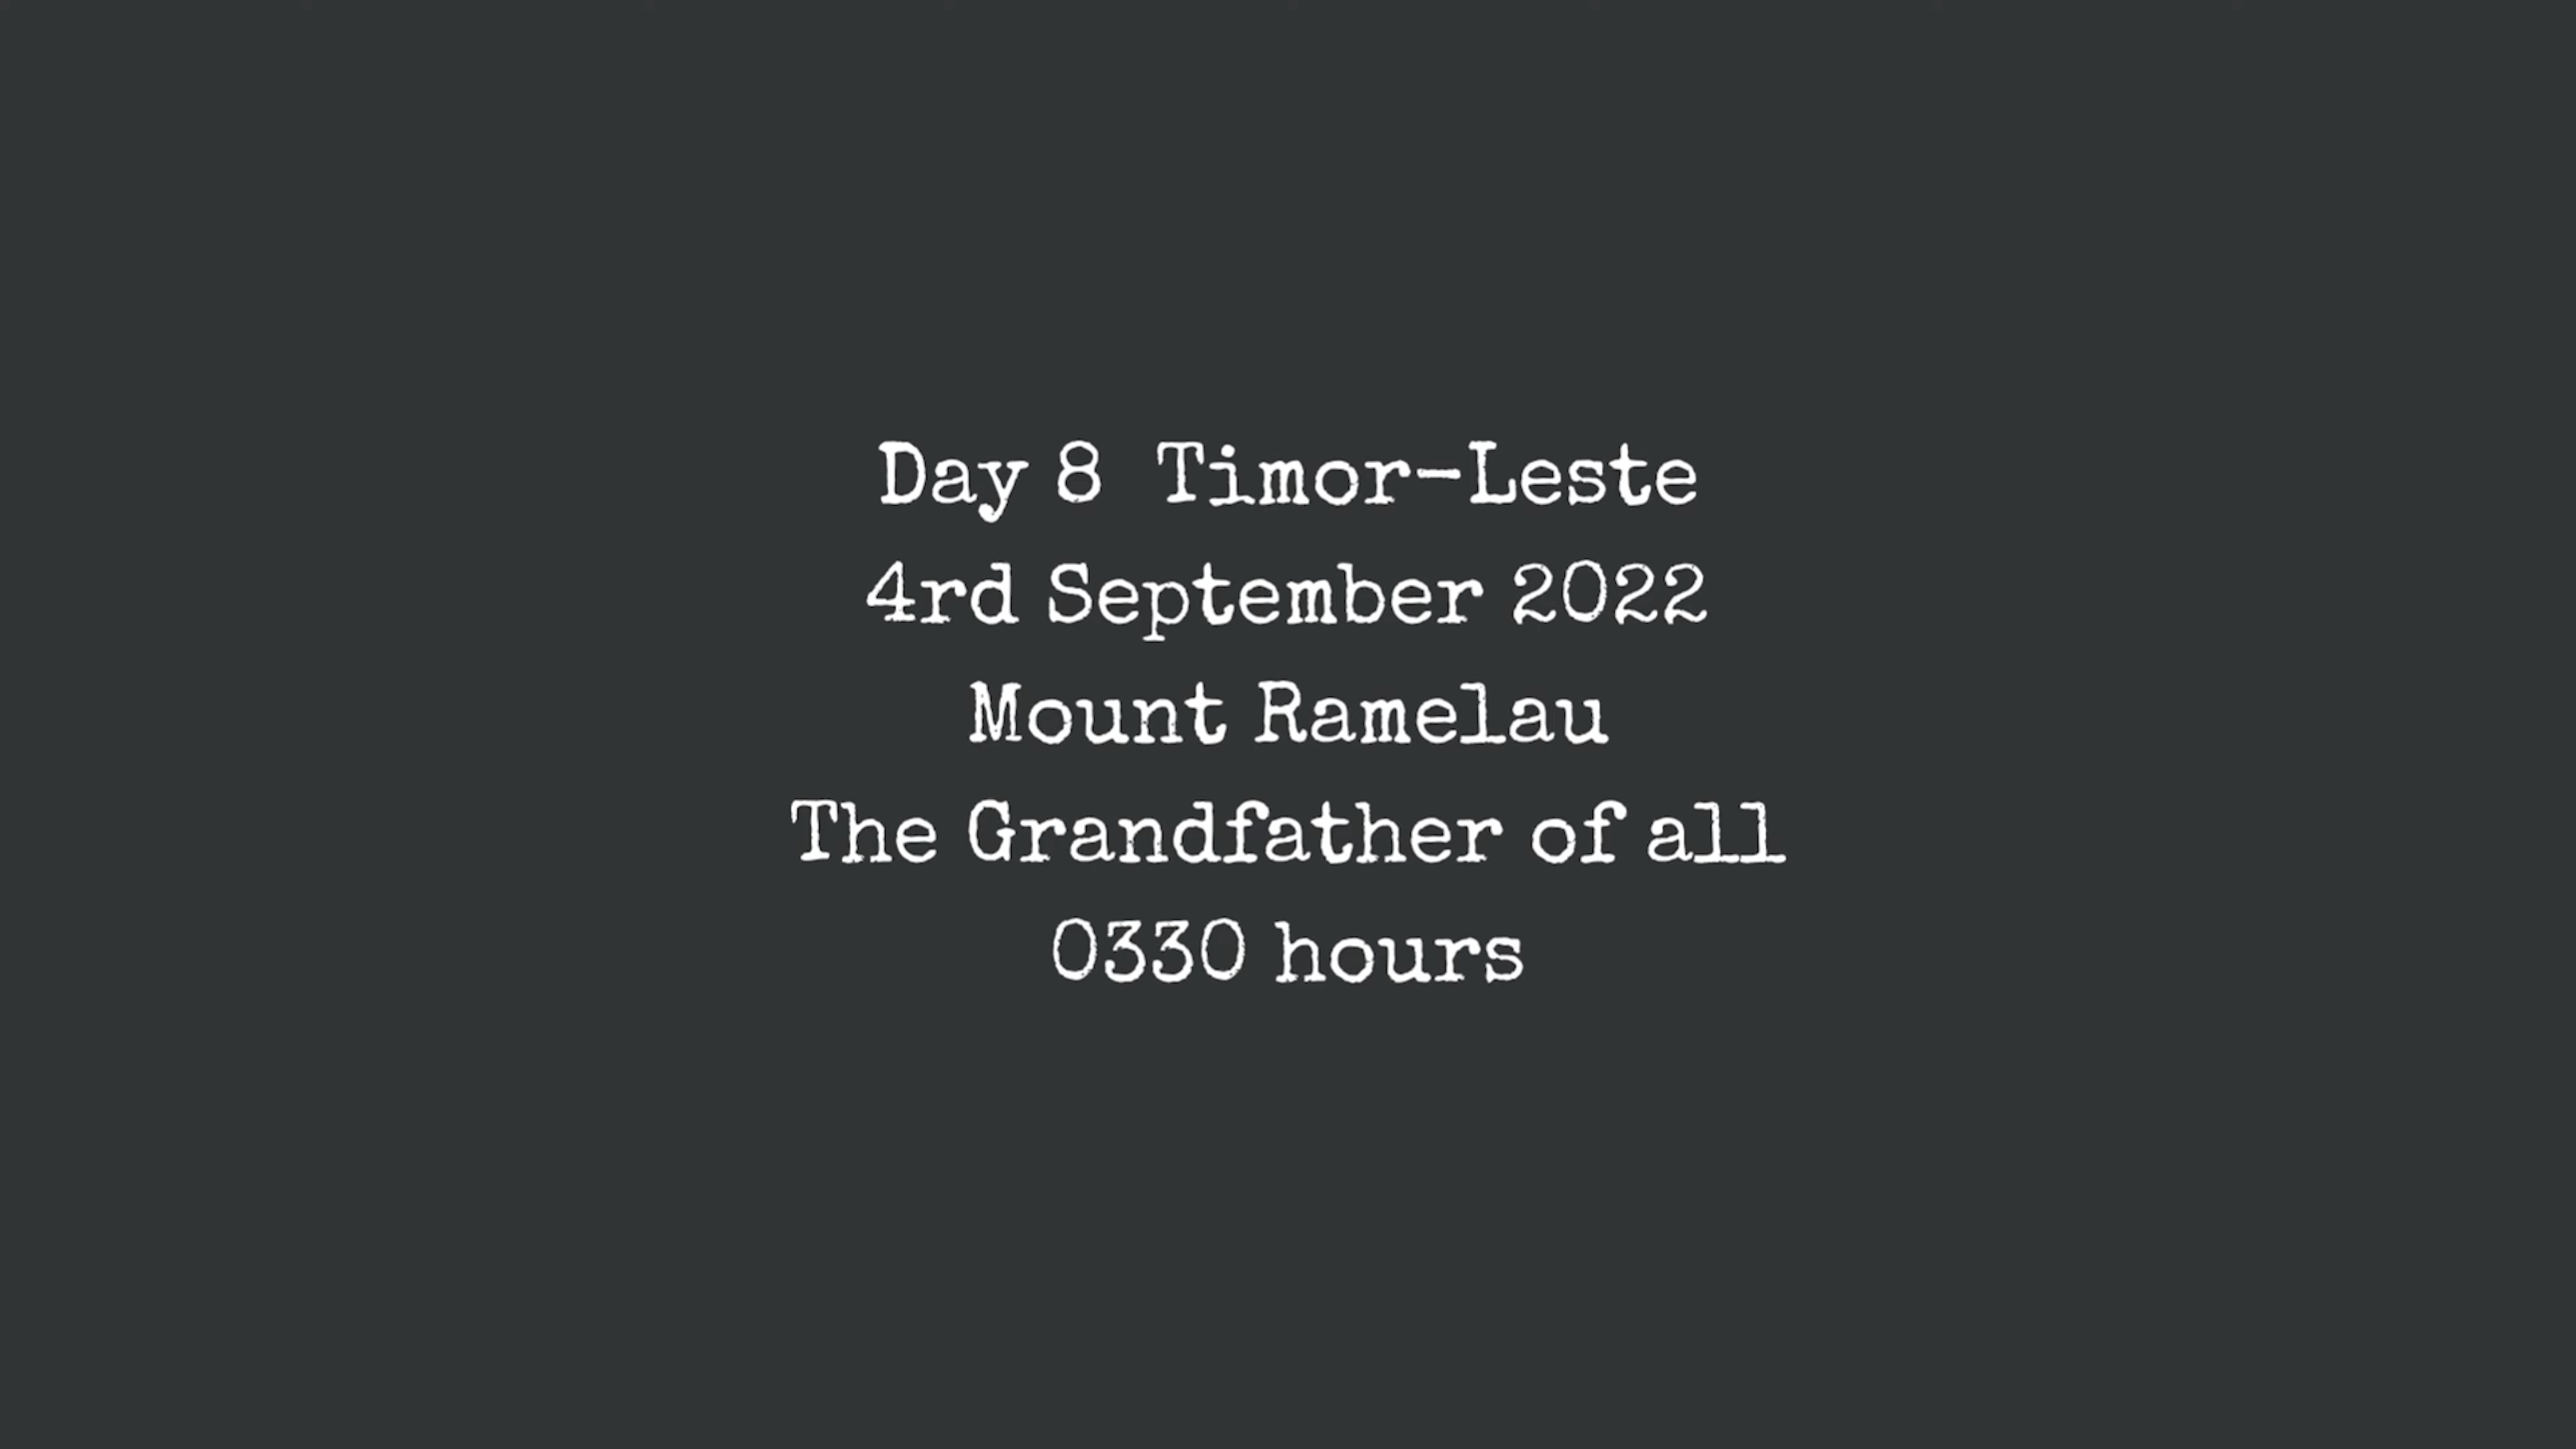 Day 8  Timor-Leste
4rd September 2022
Mount Ramelau
The Grandfather of all
0330 hours